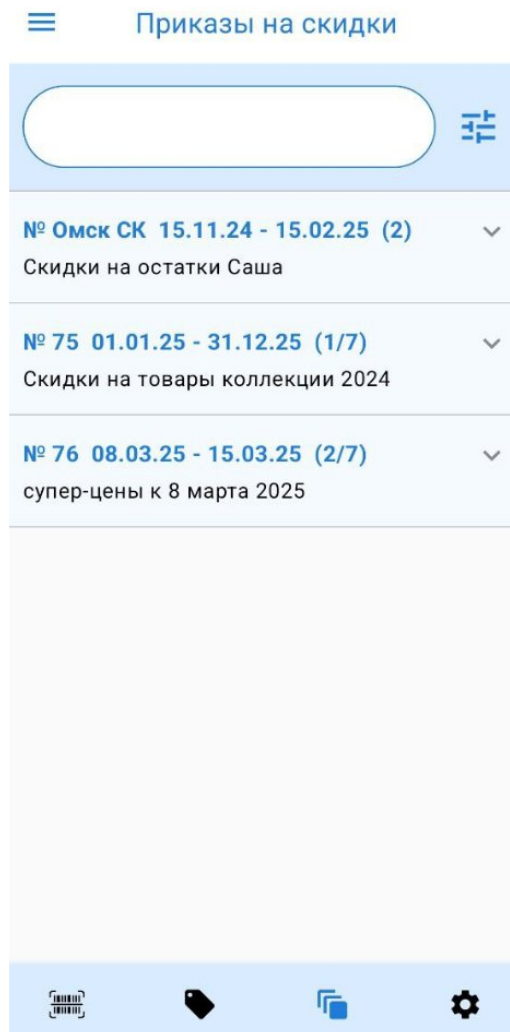 Приказы на скидки
№ Омск СК 15.11.24 - 15.02.25 (2)
Скидки на остатки Саша
№ 75 01.01.25 - 31.12.25 (1/7)
Скидки на товары коллекции 2024
№ 76 08.03.25 - 15.03.25 (2/7)
супер-цены к 8 марта 2025